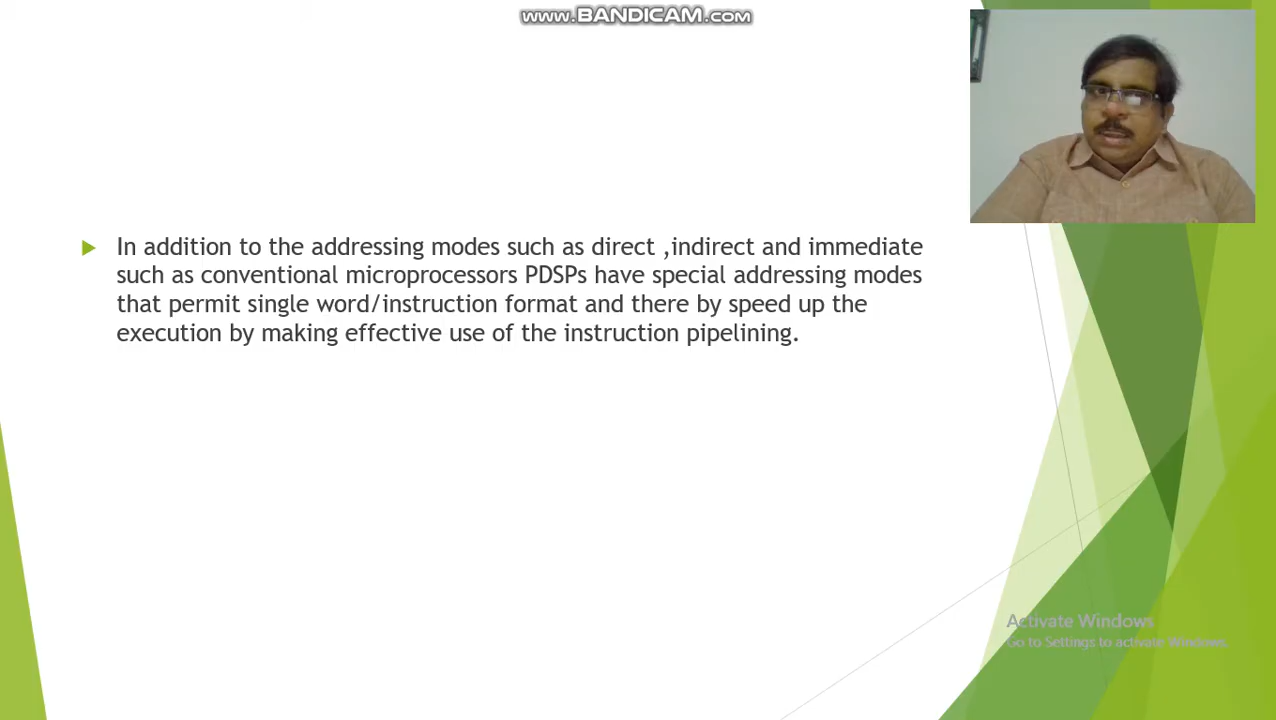 www.BANDICAM.com
In addition to the addressing modes such as direct ,indirect and immediate
such as conventional microprocessors PDSPs have special addressing modes
that permit single word/instruction format and there by speed up the
execution by making effective use of the instruction pipelining.
Activate Windows
Go to Settings to activate Windows.